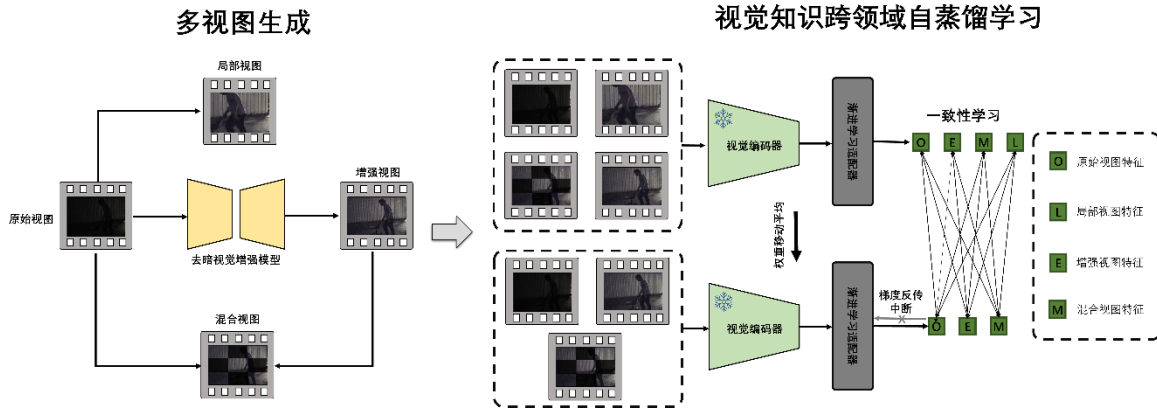 多视图生成
视觉知识跨领域自蒸馏学习
局部视图
原始视图
增强视图
去暗视觉增强模型
混合视图
视觉编码器
渐进学习适配器
一致性学习
O E M L
权重移动平均
视觉编码器
渐进学习适配器
梯度反传
中断
O E M
O 原始视图特征
L 局部视图特征
E 增强视图特征
M 混合视图特征